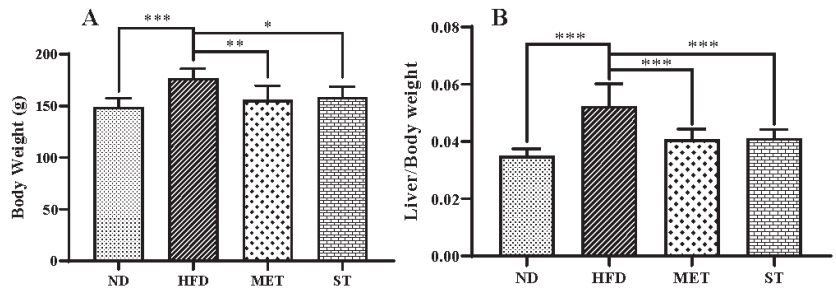 A
***
*
**
Body Weight (g)
200
150
100
50
0
ND HFD MET ST
B
***
***
***
Liver/Body weight
0.08
0.06
0.04
0.02
0.00
ND HFD MET ST